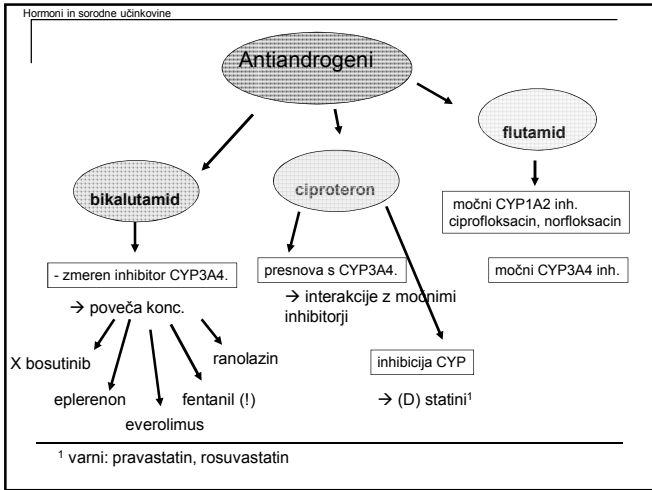 Hormoni in sorodne učinkovine
Antiandrogeni
bikalutamid
- zmeren inhibitor CYP3A4.
→ poveča konc.
X bosutinib
eplerenon
everolimus
fentanil (!)
ranolazin
ciproteron
presnova s CYP3A4.
→ interakcije z močnimi
inhibitorji
inhibicija CYP
→ (D) statini¹
flutamid
močni CYP1A2 inh.
ciprofloksacin, norfloksacin
močni CYP3A4 inh.
¹ varni: pravastatin, rosuvastatin